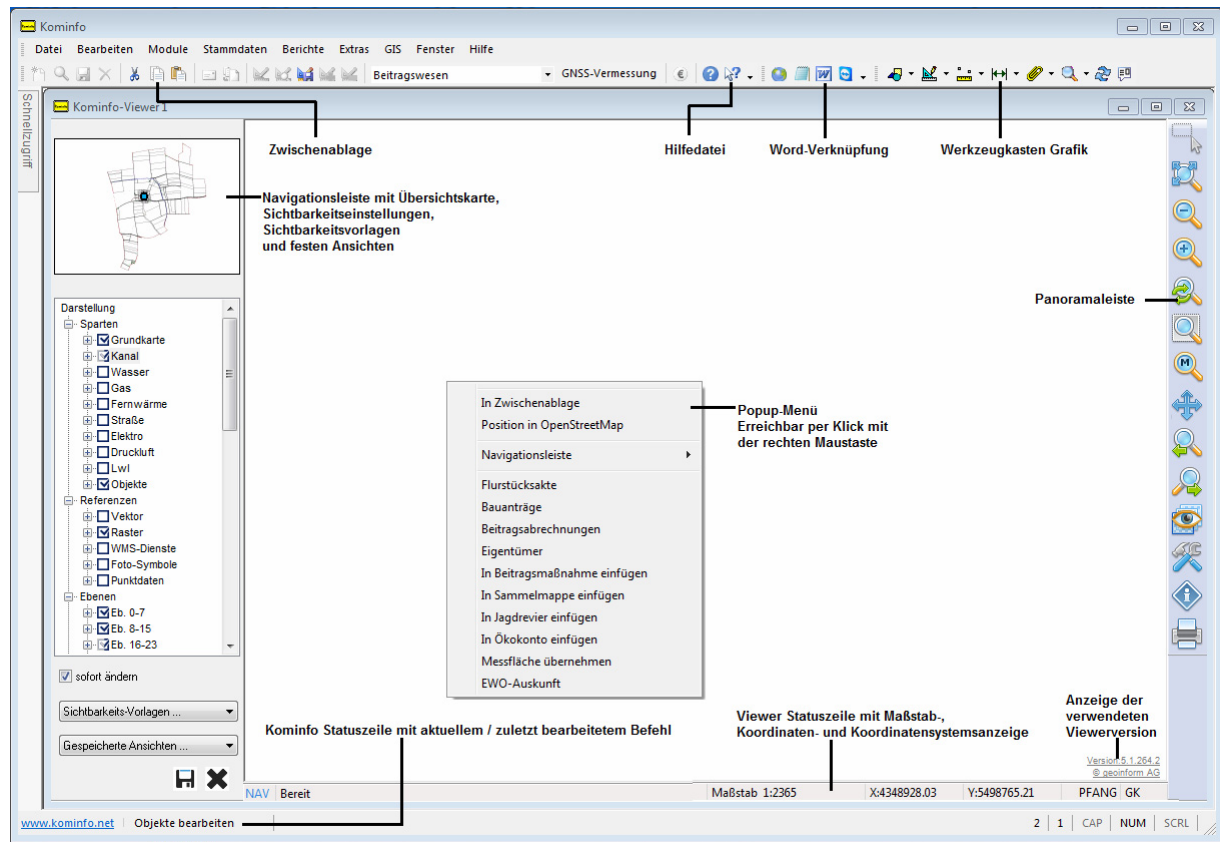 Kominfo
Datei Bearbeiten Module Stammdaten Berichte Extras GIS Fenster Hilfe
Beitragswesen GNSS-Vermessung
Schnellzugriff
Kominfo-Viewer 1
Zwischenablage Hilfedatei Word-Verknüpfung Werkzeugkasten Grafik
Navigationsleiste mit Übersichtskarte,
Sichtbarkeitseinstellungen,
Sichtbarkeitsvorlagen
und festen Ansichten
Panoramaleiste
Darstellung
Sparten
Grundkarte
Kanal
Wasser
Gas
Fernwärme
Straße
Elektro
Druckluft
Lwl
Objekte
Referenzen
Vektor
Raster
WMS-Dienste
Foto-Symbole
Punktdaten
Ebenen
Eb. 0-7
Eb. 8-15
Eb. 16-23
In Zwischenablage
Position in OpenStreetMap
Navigationsleiste
Flurstücksakte
Bauanträge
Beitragsabrechnungen
Eigentümer
In Beitragsmaßnahme einfügen
In Sammelmappe einfügen
In Jagdrevier einfügen
In Ökokonto einfügen
Messfläche übernehmen
EWO-Auskunft
Popup-Menü
Erreichbar per Klick mit
der rechten Maustaste
sofort ändern
Sichtbarkeits-Vorlagen ...
Gespeicherte Ansichten ...
Kominfo Statuszeile mit aktuellem / zuletzt bearbeitetem Befehl
Viewer Statuszeile mit Maßstab-,
Koordinaten- und Koordinatensystemsanzeige
Anzeige der
verwendeten
Viewerversion
Version 5.1.264.2
© geoinform AG
NAV Bereit Maßstab 1:2365 X:4348928.03 Y:5498765.21 PFANG GK
www.kominfo.net Objekte bearbeiten 2 1 CAP NUM SCRL